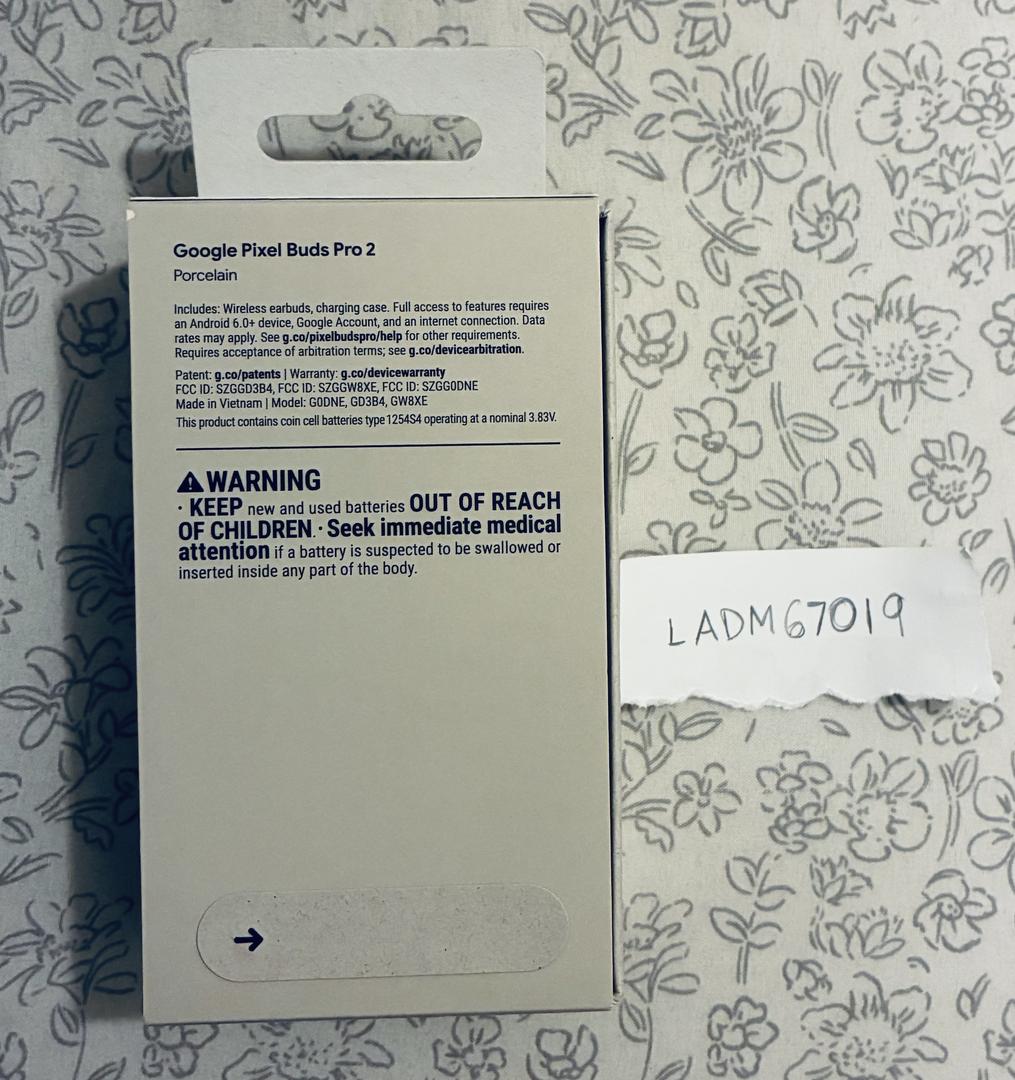 Google Pixel Buds Pro 2
Porcelain
Includes: Wireless earbuds, charging case. Full access to features requires
an Android 6.0+ device, Google Account, and an internet connection. Data
rates may apply. See g.co/pixelbudspro/help for other requirements.
Requires acceptance of arbitration terms; see g.co/devicearbitration.
Patent: g.co/patents | Warranty: g.co/devicewarranty
FCC ID: SZGGD3B4, FCC ID: SZGGW8XE, FCC ID: SZGG0DNE
Made in Vietnam | Model: G0DNE, GD3B4, GW8XE
This product contains coin cell batteries type 1254S4 operating at a nominal 3.83V.
WARNING
· KEEP new and used batteries OUT OF REACH
OF CHILDREN. · Seek immediate medical
attention if a battery is suspected to be swallowed or
inserted inside any part of the body.
LADM67019